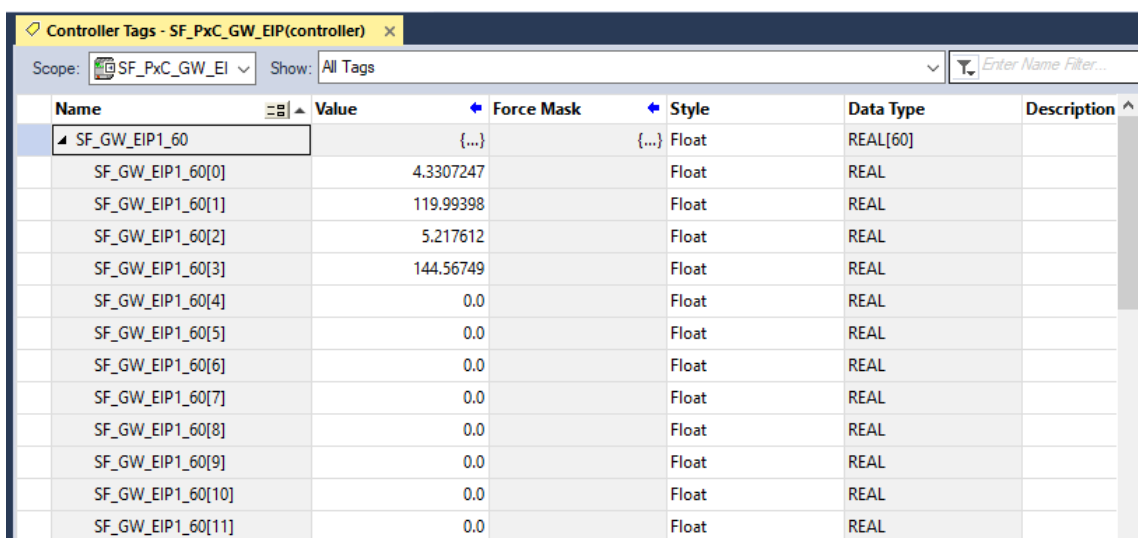 Controller Tags - SF_PxC_GW_EIP(controller) ×
Scope: SF_PxC_GW_EI Show: All Tags Enter Name Filter...
Name Value Force Mask Style Data Type Description
SF_GW_EIP1_60 {...} {...} Float REAL[60]
SF_GW_EIP1_60[0] 4.3307247 Float REAL
SF_GW_EIP1_60[1] 119.99398 Float REAL
SF_GW_EIP1_60[2] 5.217612 Float REAL
SF_GW_EIP1_60[3] 144.56749 Float REAL
SF_GW_EIP1_60[4] 0.0 Float REAL
SF_GW_EIP1_60[5] 0.0 Float REAL
SF_GW_EIP1_60[6] 0.0 Float REAL
SF_GW_EIP1_60[7] 0.0 Float REAL
SF_GW_EIP1_60[8] 0.0 Float REAL
SF_GW_EIP1_60[9] 0.0 Float REAL
SF_GW_EIP1_60[10] 0.0 Float REAL
SF_GW_EIP1_60[11] 0.0 Float REAL